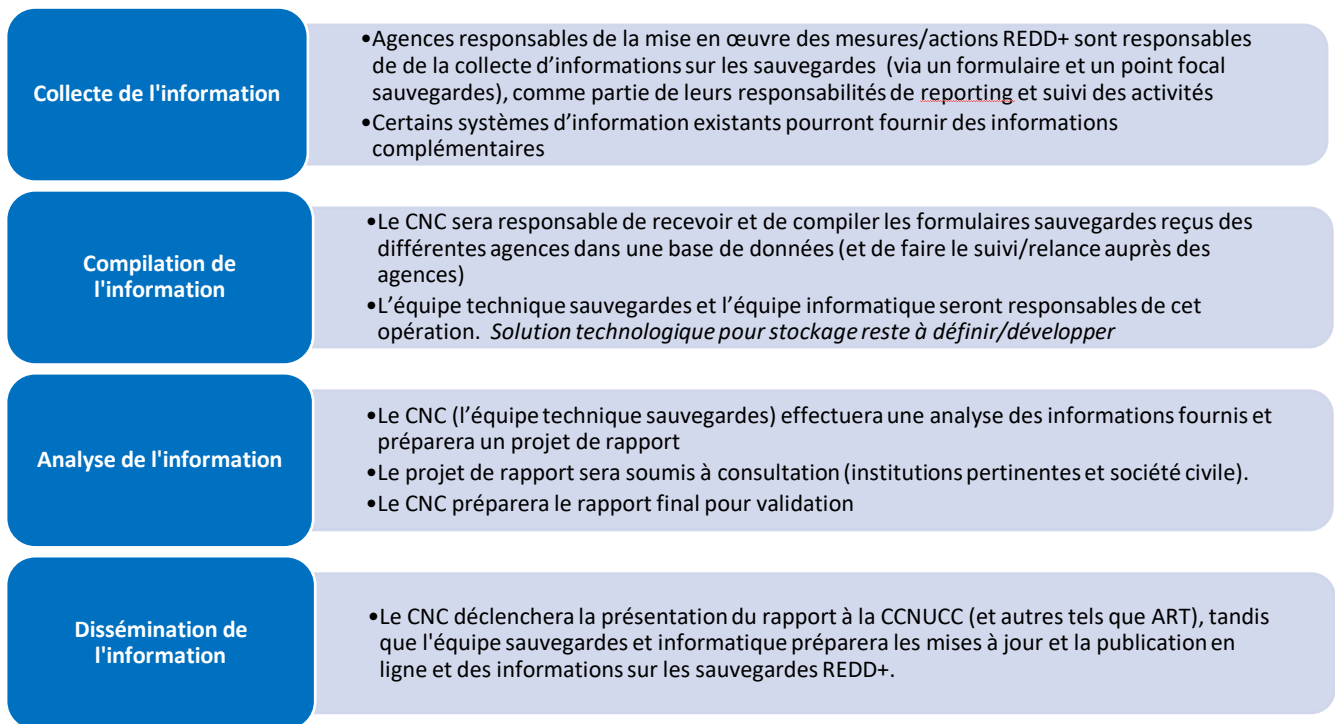 Collecte de l'information
•Agences responsables de la mise en œuvre des mesures/actions REDD+ sont responsables
de de la collecte d’informations sur les sauvegardes (via un formulaire et un point focal
sauvegardes), comme partie de leurs responsabilités de reporting et suivi des activités
•Certains systèmes d’information existants pourront fournir des informations
complémentaires
Compilation de
l'information
•Le CNC sera responsable de recevoir et de compiler les formulaires sauvegardes reçus des
différentes agences dans une base de données (et de faire le suivi/relance auprès des
agences)
•L’équipe technique sauvegardes et l’équipe informatique seront responsables de cet
opération. Solution technologique pour stockage reste à définir/développer
Analyse de l'information
•Le CNC (l’équipe technique sauvegardes) effectuera une analyse des informations fournis et
préparera un projet de rapport
•Le projet de rapport sera soumis à consultation (institutions pertinentes et société civile).
•Le CNC préparera le rapport final pour validation
Dissémination de
l'information
•Le CNC déclenchera la présentation du rapport à la CCNUCC (et autres tels que ART), tandis
que l'équipe sauvegardes et informatique préparera les mises à jour et la publication en
ligne et des informations sur les sauvegardes REDD+.